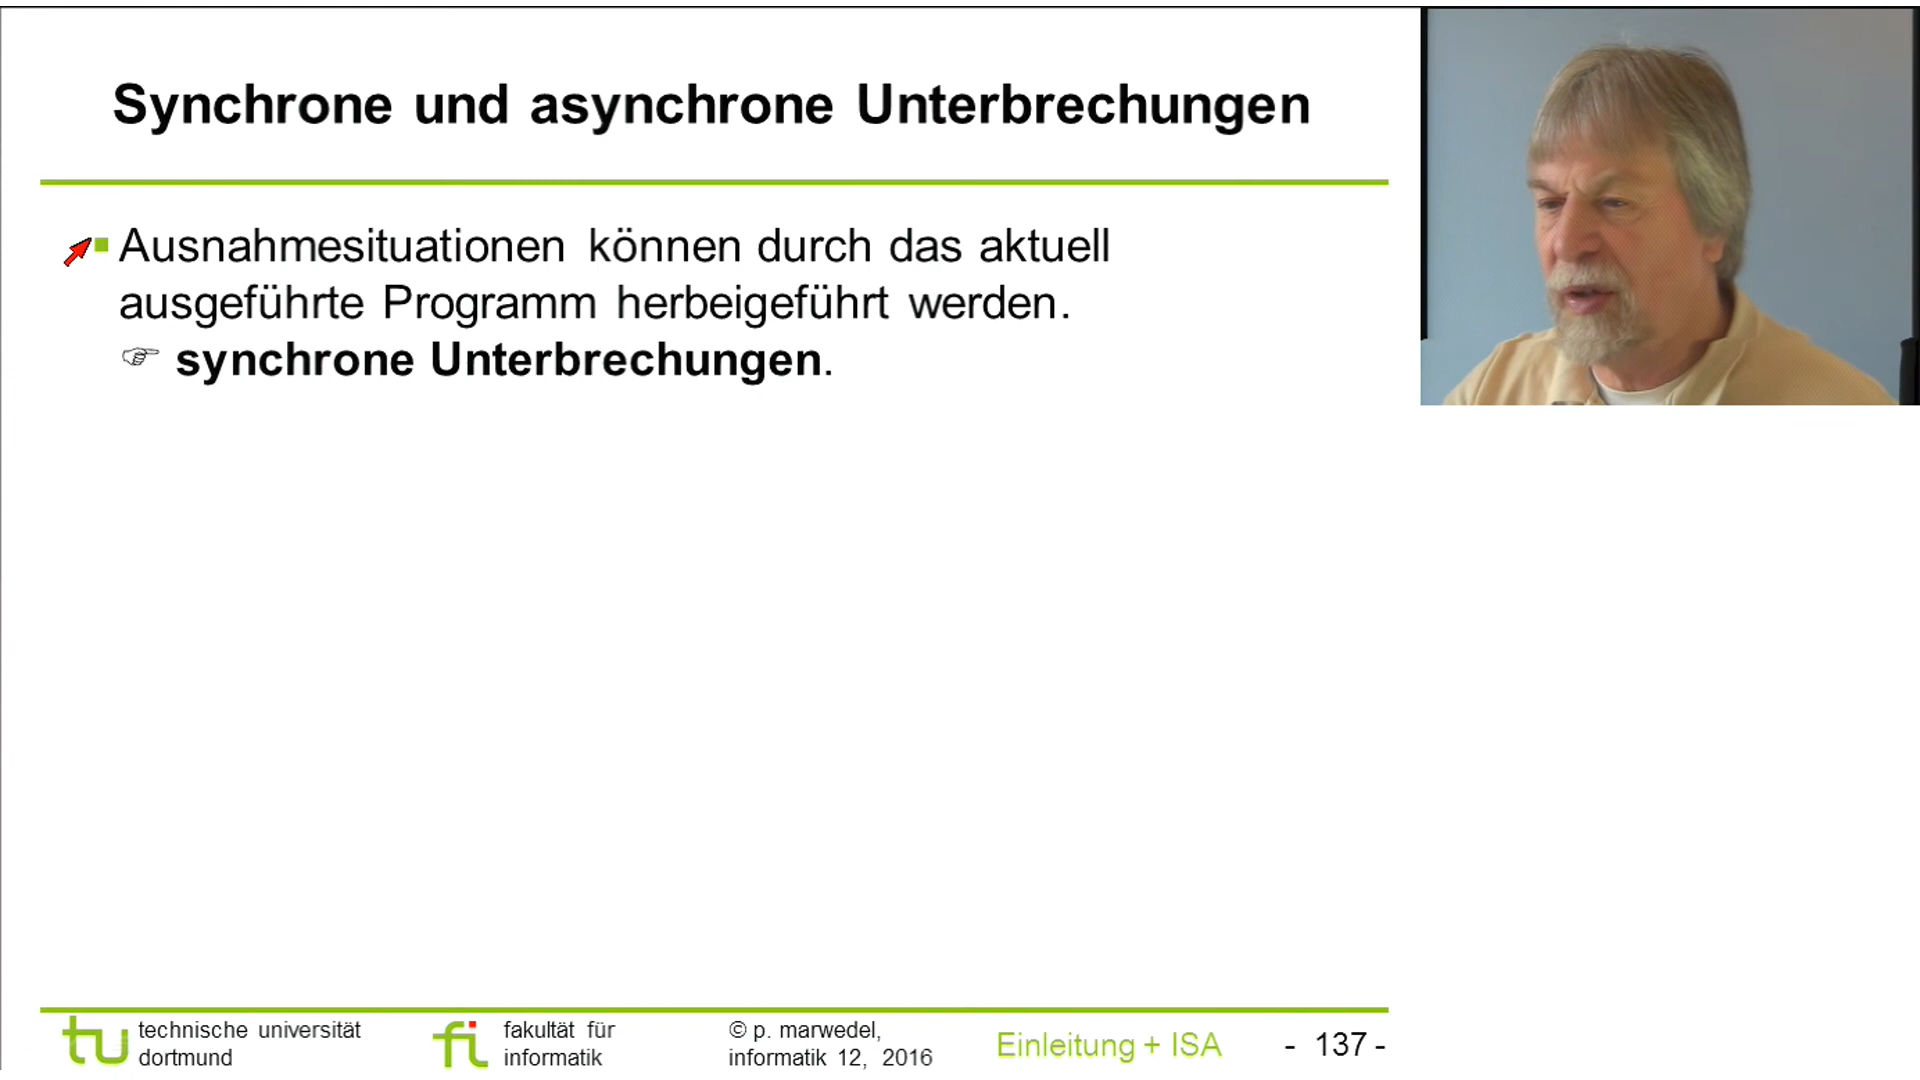 Synchrone und asynchrone Unterbrechungen
Ausnahmesituationen können durch das aktuell
ausgeführte Programm herbeigeführt werden.
☞ synchrone Unterbrechungen.
technische universität
dortmund
fakultät für
informatik
© p. marwedel,
informatik 12, 2016
Einleitung + ISA
- 137 -